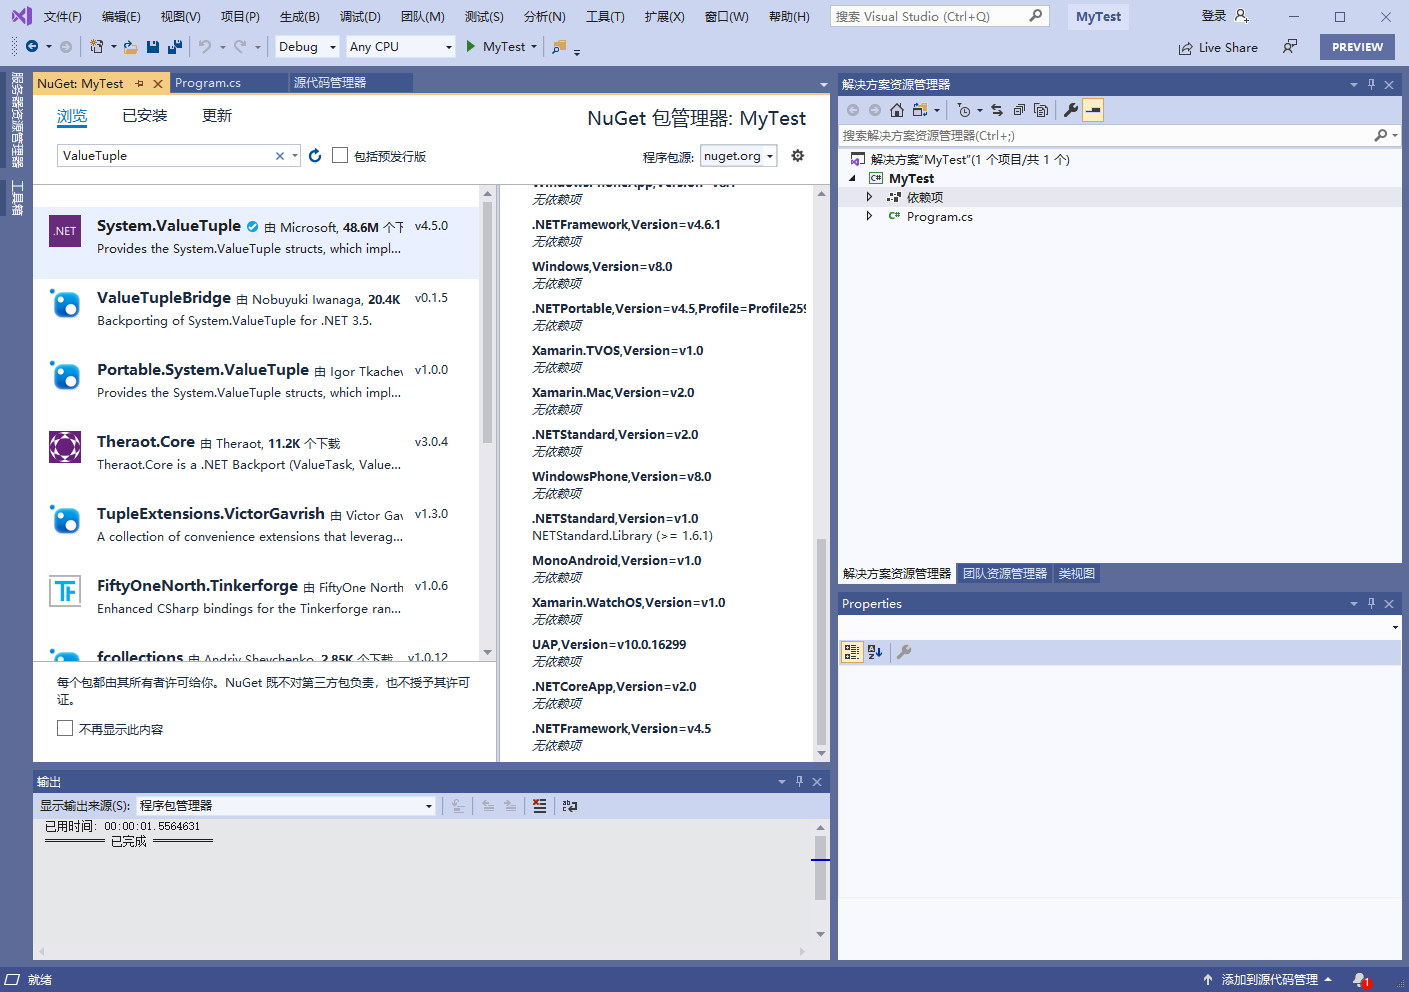 文件(F) 编辑(E) 视图(V) 项目(P) 生成(B) 调试(D) 团队(M) 测试(S) 分析(N) 工具(T) 扩展(X) 窗口(W) 帮助(H) 搜索 Visual Studio (Ctrl+Q) MyTest 登录
Debug Any CPU MyTest Live Share PREVIEW
服务器资源管理器
工具箱
NuGet: MyTest Program.cs 源代码管理器
浏览 已安装 更新 NuGet 包管理器: MyTest
ValueTuple 包括预发行版 程序包源: nuget.org
.NET
System.ValueTuple 由 Microsoft, 48.6M 个下 v4.5.0
Provides the System.ValueTuple structs, which impl...
ValueTupleBridge 由 Nobuyuki Iwanaga, 20.4K v0.1.5
Backporting of System.ValueTuple for .NET 3.5.
Portable.System.ValueTuple 由 Igor Tkachev v1.0.0
Provides the System.ValueTuple structs, which impl...
Theraot.Core 由 Theraot, 11.2K 个下载 v3.0.4
Theraot.Core is a .NET Backport (ValueTask, Value...
TupleExtensions.VictorGavrish 由 Victor Gav v1.3.0
A collection of convenience extensions that leverag...
TF
FiftyOneNorth.Tinkerforge 由 FiftyOne North v1.0.6
Enhanced CSharp bindings for the Tinkerforge ran...
fcollections 由 Andriy Shevchenko, 2.85K 个下载 v1.0.12
每个包都由其所有者许可给你。NuGet 既不对第三方包负责，也不授予其许可
证。
不再显示此内容
无依赖项
.NETFramework,Version=v4.6.1
无依赖项
Windows,Version=v8.0
无依赖项
.NETPortable,Version=v4.5,Profile=Profile259
无依赖项
Xamarin.TVOS,Version=v1.0
无依赖项
Xamarin.Mac,Version=v2.0
无依赖项
.NETStandard,Version=v2.0
无依赖项
WindowsPhone,Version=v8.0
无依赖项
.NETStandard,Version=v1.0
NETStandard.Library (>= 1.6.1)
MonoAndroid,Version=v1.0
无依赖项
Xamarin.WatchOS,Version=v1.0
无依赖项
UAP,Version=v10.0.16299
无依赖项
.NETCoreApp,Version=v2.0
无依赖项
.NETFramework,Version=v4.5
无依赖项
输出
显示输出来源(S): 程序包管理器
已用时间: 00:00:01.5564631
========== 已完成 ==========
解决方案资源管理器
搜索解决方案资源管理器(Ctrl+;)
解决方案"MyTest"(1 个项目/共 1 个)
C# MyTest
依赖项
C# Program.cs
解决方案资源管理器 团队资源管理器 类视图
Properties
就绪 添加到源代码管理 1